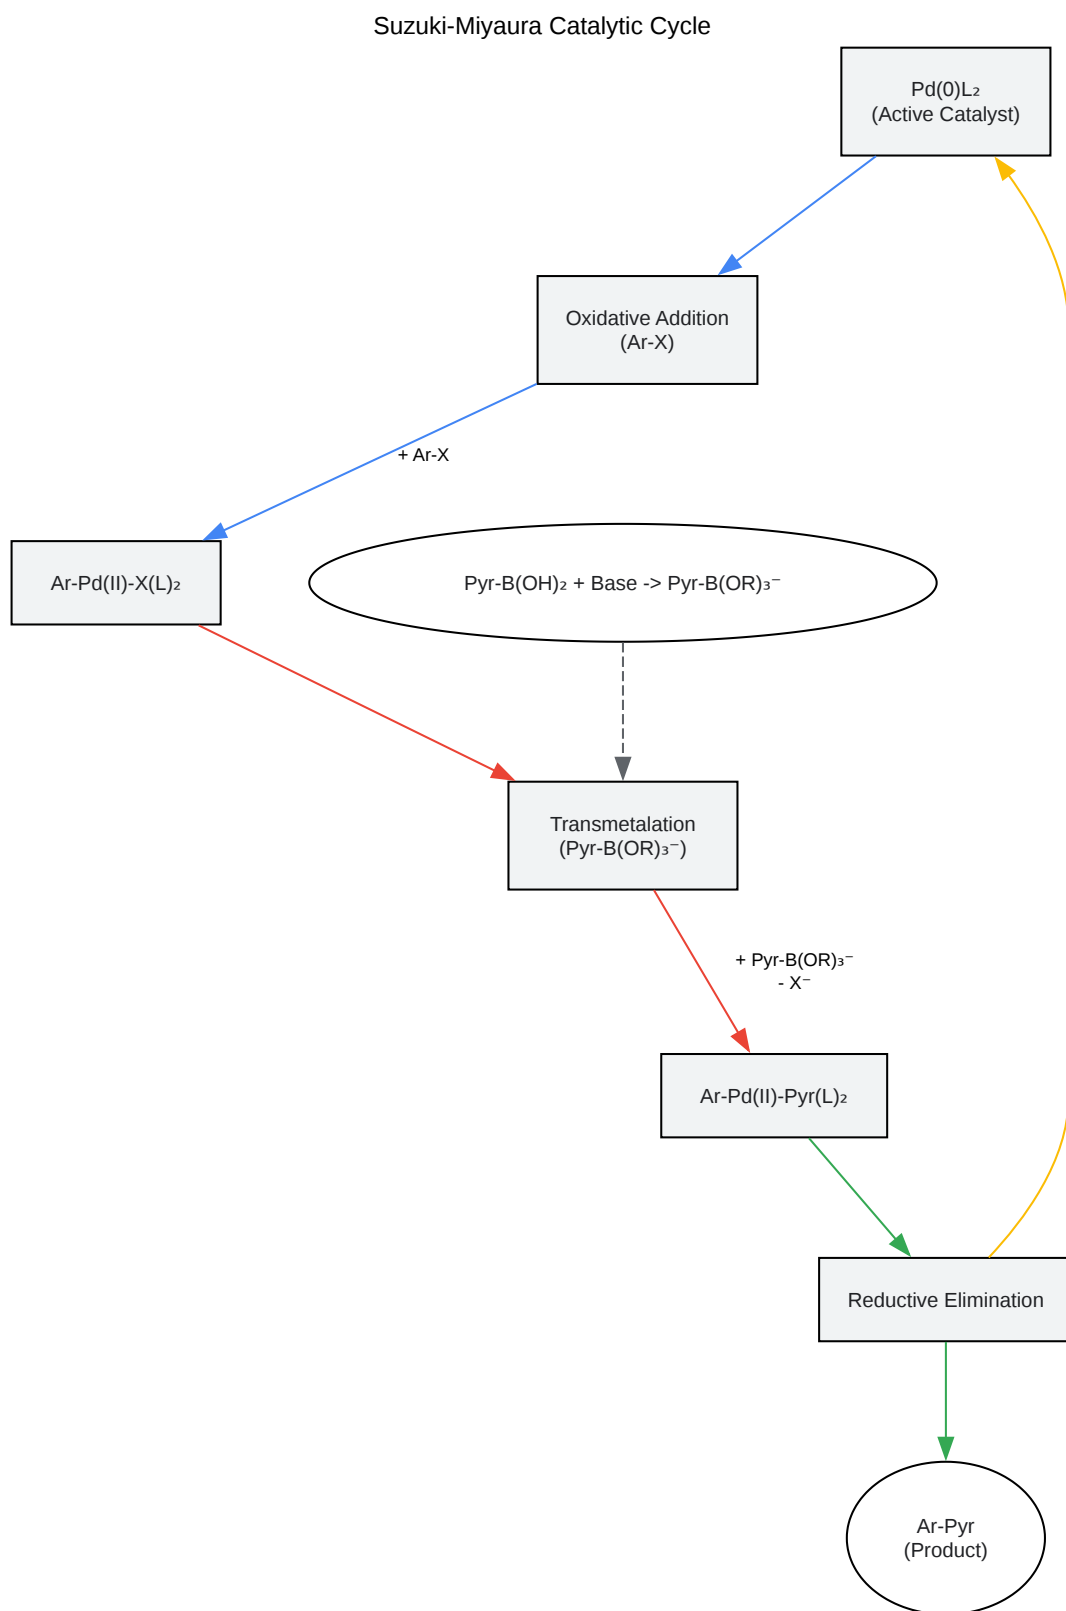 Suzuki-Miyaura Catalytic Cycle
Pd(0)L₂
(Active Catalyst)
Oxidative Addition
(Ar-X)
+ Ar-X
Ar-Pd(II)-X(L)₂
Pyr-B(OH)₂ + Base -> Pyr-B(OR)₃⁻
Transmetalation
(Pyr-B(OR)₃⁻)
+ Pyr-B(OR)₃⁻
- X⁻
Ar-Pd(II)-Pyr(L)₂
Reductive Elimination
Ar-Pyr
(Product)